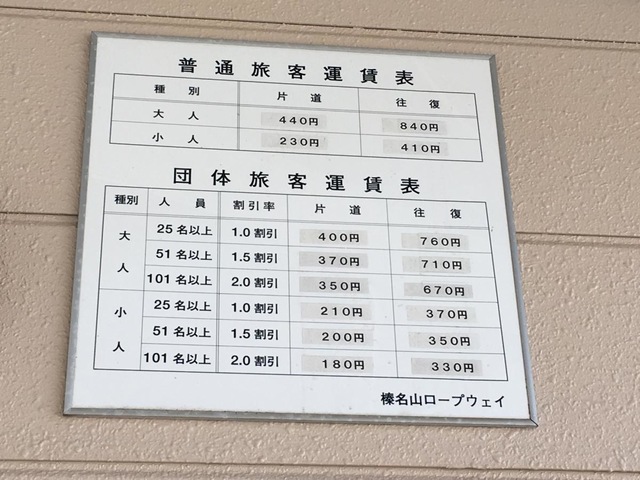 普通旅客運賃表
種別 片道 往復
大人 440円 840円
小人 230円 410円
団体旅客運賃表
種別 人員 割引率 片道 往復
大人 25名以上 1.0割引 400円 760円
51名以上 1.5割引 370円 710円
101名以上 2.0割引 350円 670円
小人 25名以上 1.0割引 210円 370円
51名以上 1.5割引 200円 350円
101名以上 2.0割引 180円 330円
榛名山ロープウェイ